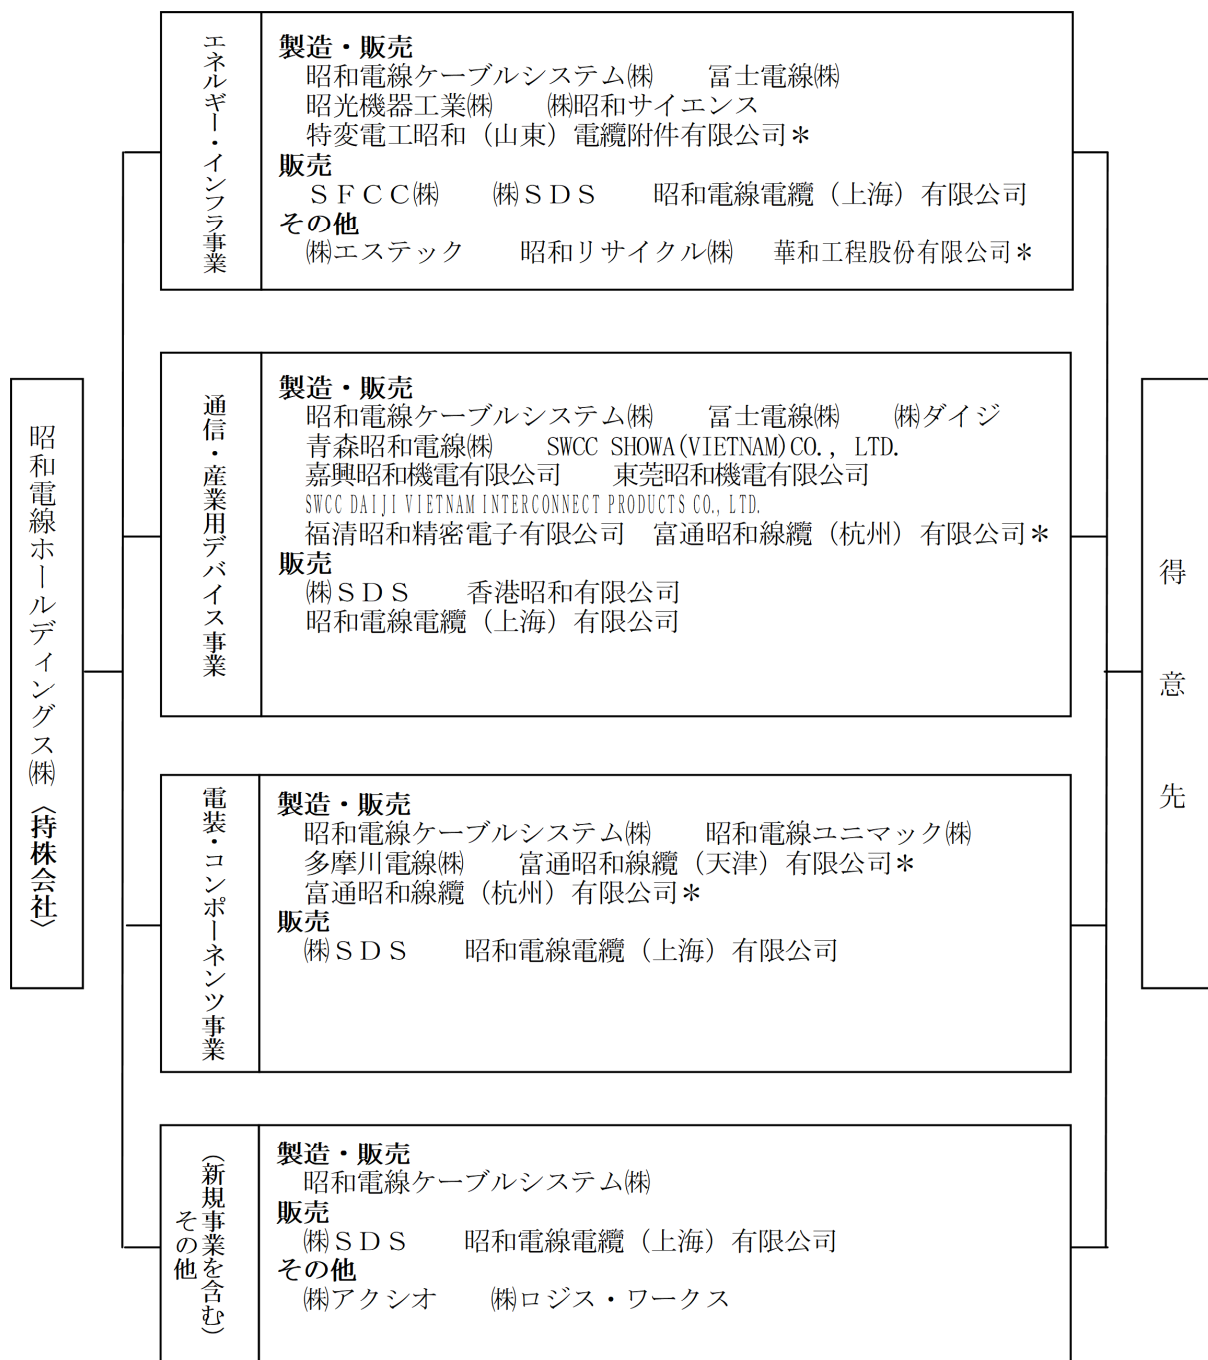 昭和電線ホールディングス㈱〈持株会社〉
エネルギー・インフラ事業
製造・販売
昭和電線ケーブルシステム㈱　　冨士電線㈱
昭光機器工業㈱　　㈱昭和サイエンス
特変電工昭和（山東）電纜附件有限公司＊
販売
ＳＦＣＣ㈱　　㈱ＳＤＳ　　昭和電線電纜（上海）有限公司
その他
㈱エステック　　昭和リサイクル㈱　　華和工程股份有限公司＊
通信・産業用デバイス事業
製造・販売
昭和電線ケーブルシステム㈱　　冨士電線㈱　　㈱ダイジ
青森昭和電線㈱　　SWCC SHOWA(VIETNAM)CO., LTD.
嘉興昭和機電有限公司　　東莞昭和機電有限公司
SWCC DAIJI VIETNAM INTERCONNECT PRODUCTS CO., LTD.
福清昭和精密電子有限公司　富通昭和線纜（杭州）有限公司＊
販売
㈱ＳＤＳ　　香港昭和有限公司
昭和電線電纜（上海）有限公司
電装・コンポーネンツ事業
製造・販売
昭和電線ケーブルシステム㈱　　昭和電線ユニマック㈱
多摩川電線㈱　　富通昭和線纜（天津）有限公司＊
富通昭和線纜（杭州）有限公司＊
販売
㈱ＳＤＳ　　昭和電線電纜（上海）有限公司
（新規事業を含む）
その他
製造・販売
昭和電線ケーブルシステム㈱
販売
㈱ＳＤＳ　　昭和電線電纜（上海）有限公司
その他
㈱アクシオ　　㈱ロジス・ワークス
得意先